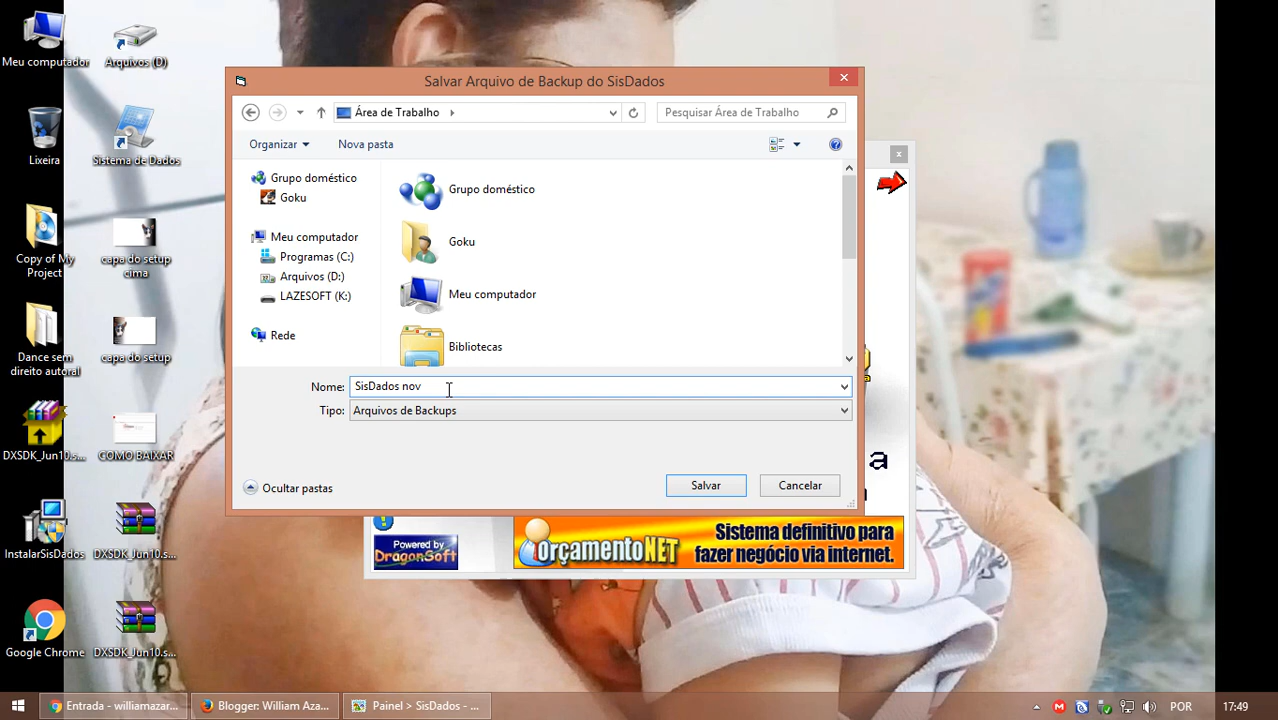 Meu computador
Arquivos (D)
Lixeira
Sistema de Dados
Copy of My
Project
capa do setup
cima
Dance sem
direito autoral
capa do setup
DXSDK_Jun10.s...
COMO BAIXAR
InstalarSisDados
DXSDK_Jun10.s...
Google Chrome
DXSDK_Jun10.s...
Salvar Arquivo de Backup do SisDados
Área de Trabalho
Pesquisar Área de Trabalho
Organizar
Nova pasta
Grupo doméstico
Goku
Meu computador
Programas (C:)
Arquivos (D:)
LAZESOFT (K:)
Rede
Grupo doméstico
Goku
Meu computador
Bibliotecas
Nome: SisDados nov
Tipo: Arquivos de Backups
Ocultar pastas
Salvar
Cancelar
x
a
Powered by
DragonSoft
orçamentoNET
Sistema definitivo para
fazer negócio via internet.
Entrada - williamazar...
Blogger: William Aza...
Painel > SisDados - ...
POR
17:49